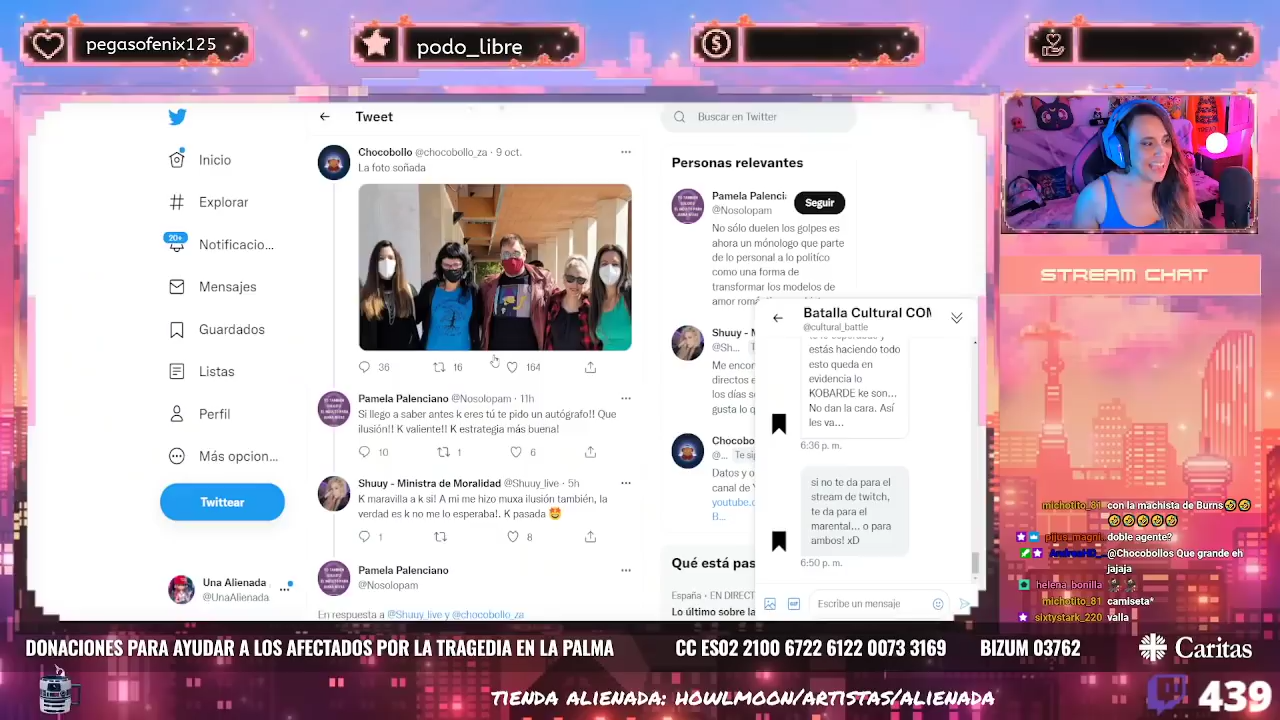 pegasofenix125
podo_libre
Tweet
Buscar en Twitter
Inicio
Explorar
20+
Notificacio...
Mensajes
Guardados
Listas
Perfil
Más opcion...
Twittear
Una Alienada
@UnaAlienada
Chocobollo @chocobollo_za · 9 oct.
La foto soñada
36 16 164
Pamela Palenciano @Nosolopam · 11h
Si llego a saber antes k eres tú te pido un autógrafo!! Que
ilusión!! K valiente!! K estrategia más buena!
10 1 6
Shuuy - Ministra de Moralidad @Shuuy_live · 5h
K maravilla a k si! A mi me hizo muxa ilusión también, la
verdad es k no me lo esperaba!. K pasada 🤩
1 8
Pamela Palenciano
@Nosolopam
En respuesta a @Shuuy_live y @chocobollo_za
Personas relevantes
Pamela Palenci
@Nosolopam
Seguir
No sólo duelen los golpes es
ahora un mónologo que parte
de lo personal a lo político
como una forma de
transformar los modelos de
Shuuy - M
@Sh...
Me encon
directos e
los días s
gusta lo q
Chocobo
@... Te sig
Datos y o
canal de Y
youtube.c
B...
Qué está pas
España · EN DIRECT
Lo último sobre la
Batalla Cultural CON
@cultural_battle
estás haciendo todo
esto queda en
evidencia lo
KOBARDE ke son...
No dan la cara. Así
les va...
6:36 p. m.
si no te da para el
stream de twitch,
te da para el
marental... o para
ambos! xD
6:50 p. m.
Escribe un mensaje
STREAM CHAT
michotito_81 con la machista de Burns🤣🤣
🤣🤣🤣🤣🤣
pijus_magni.. doble agente?
AndreaHD_.. @Chocobollos Que grande eh
jajaja
helena_bonilla
michotito_81 camiseta*
sixtystark_220 valla
DONACIONES PARA AYUDAR A LOS AFECTADOS POR LA TRAGEDIA EN LA PALMA
CC ES02 2100 6722 6122 0073 3169
BIZUM 03762
Caritas
TIENDA ALIENADA: HOWLMOON/ARTISTAS/ALIENADA
439